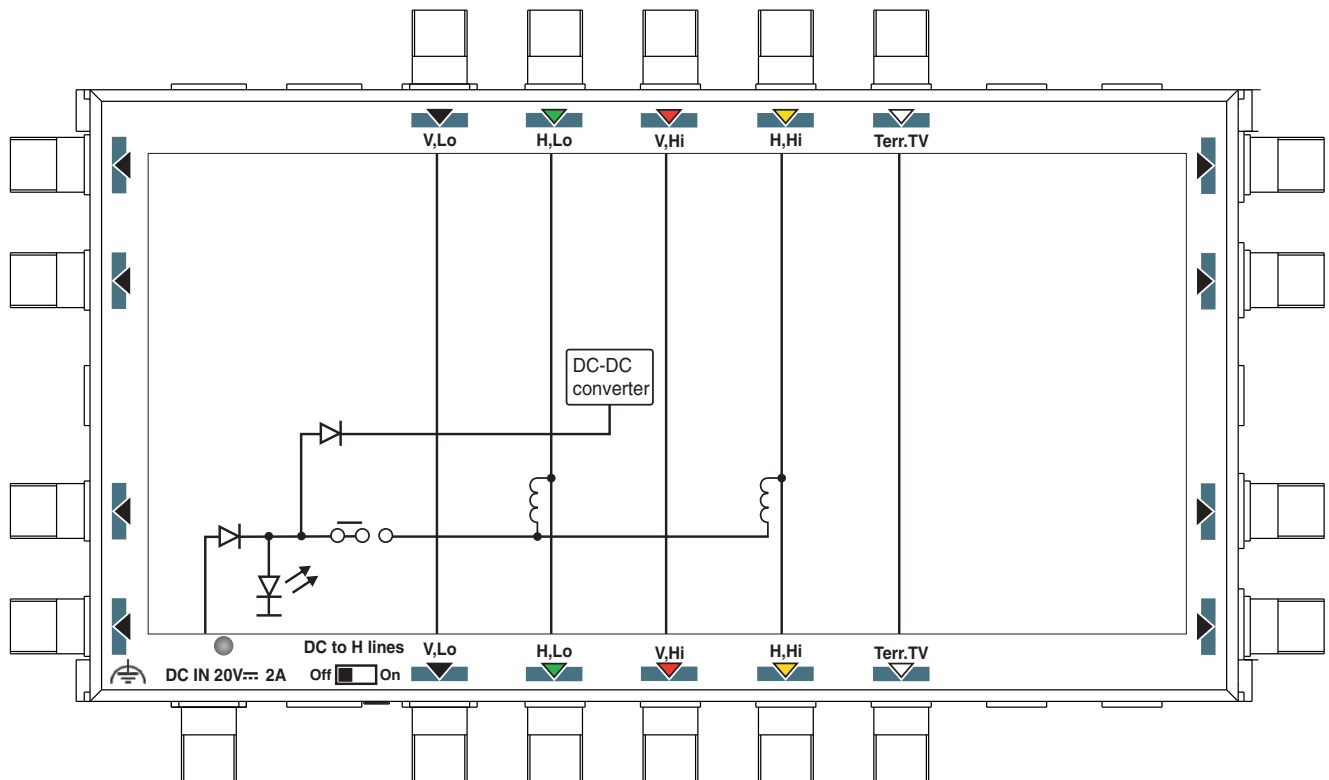 V,Lo H,Lo V,Hi H,Hi Terr.TV
DC-DC
converter
DC to H lines V,Lo H,Lo V,Hi H,Hi Terr.TV
DC IN 20V⎓ 2A Off On